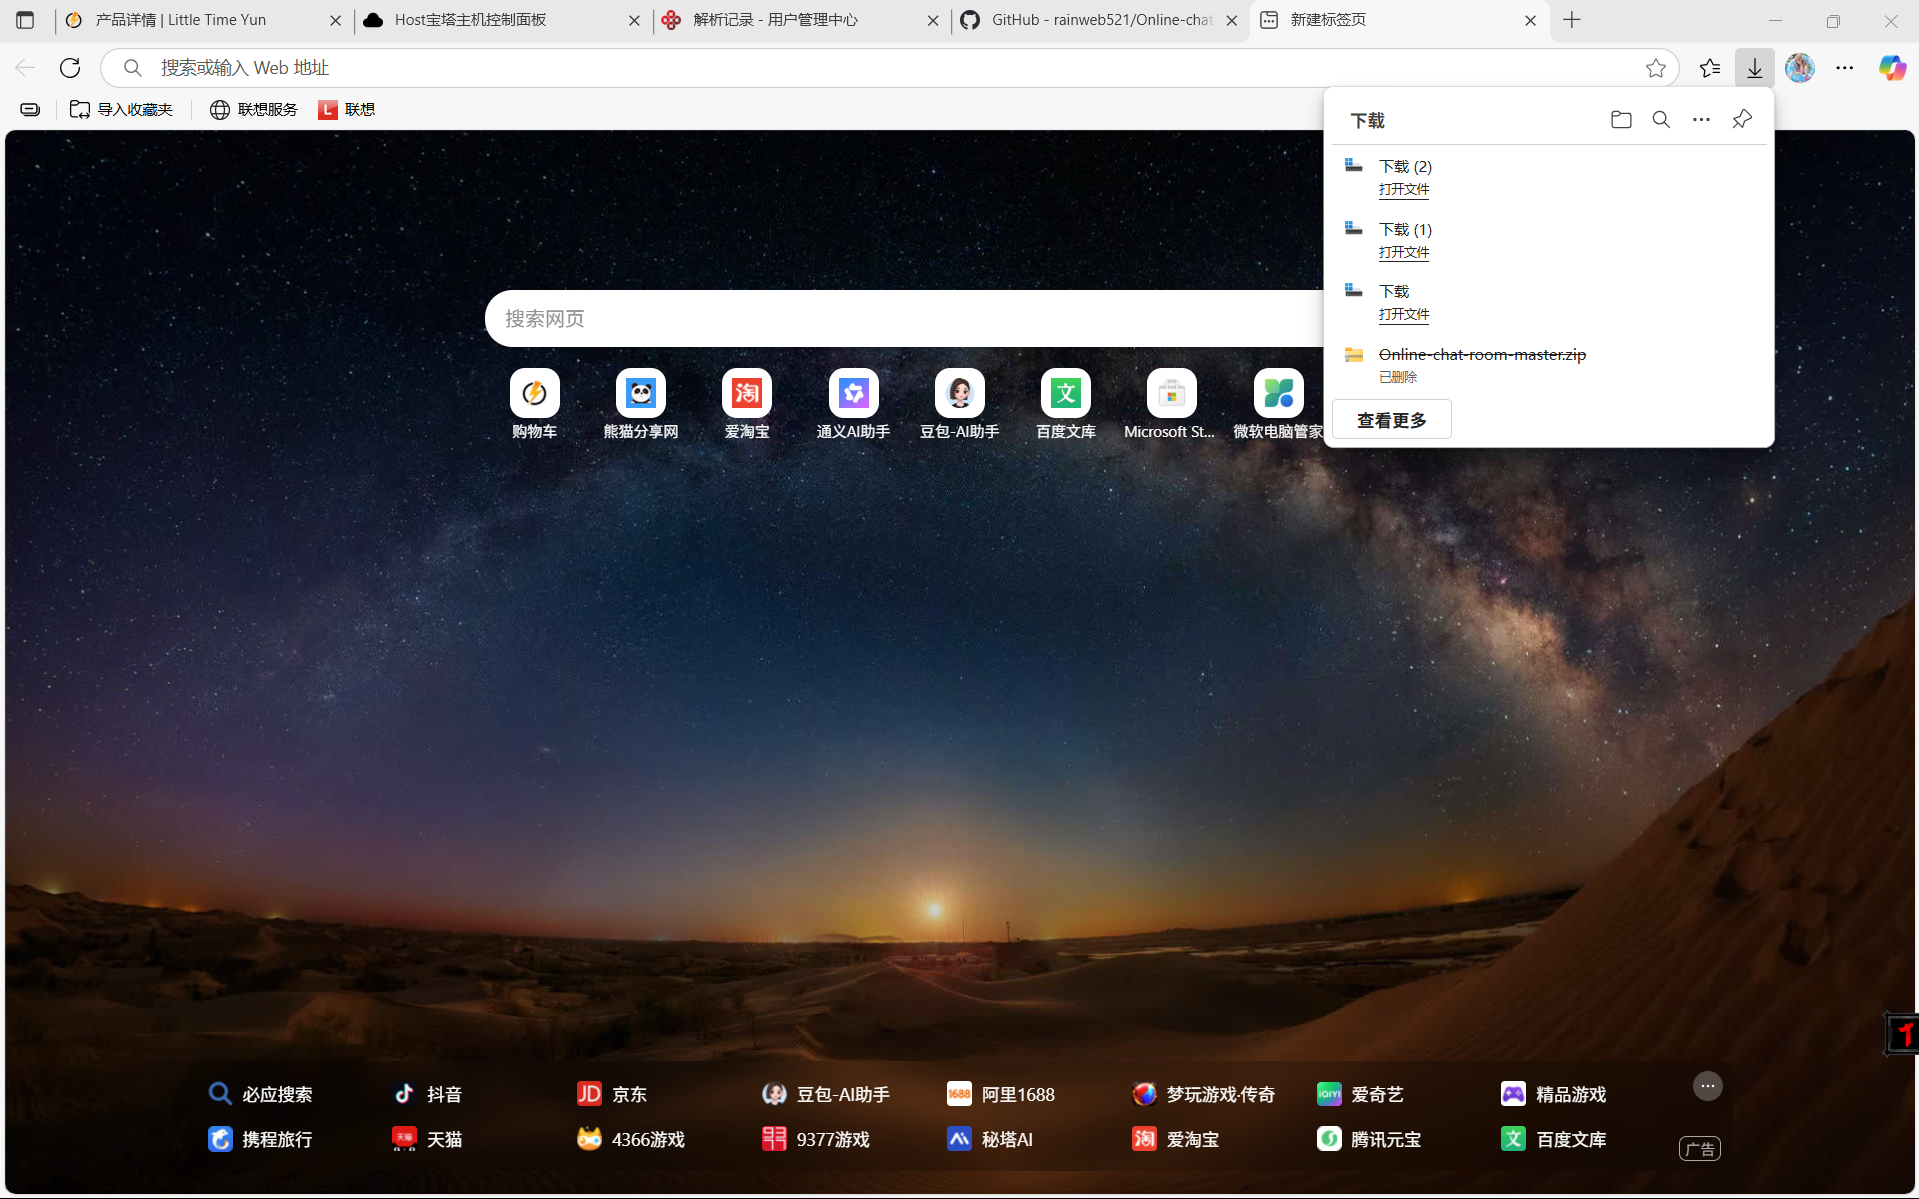 产品详情 | Little Time Yun
Host宝塔主机控制面板
解析记录 - 用户管理中心
GitHub - rainweb521/Online-chat
新建标签页
搜索或输入 Web 地址
导入收藏夹
联想服务
L 联想
下载
下载 (2)
打开文件
下载 (1)
打开文件
下载
打开文件
Online-chat-room-master.zip
已删除
查看更多
搜索网页
淘
文
购物车
熊猫分享网
爱淘宝
通义AI助手
豆包-AI助手
百度文库
Microsoft St...
微软电脑管家
必应搜索
抖音
JD 京东
豆包-AI助手
1688 阿里1688
梦玩游戏·传奇
iQIYI 爱奇艺
精品游戏
携程旅行
天猫 天猫
4366游戏
9377游戏
秘塔AI
淘 爱淘宝
腾讯元宝
文 百度文库
广告